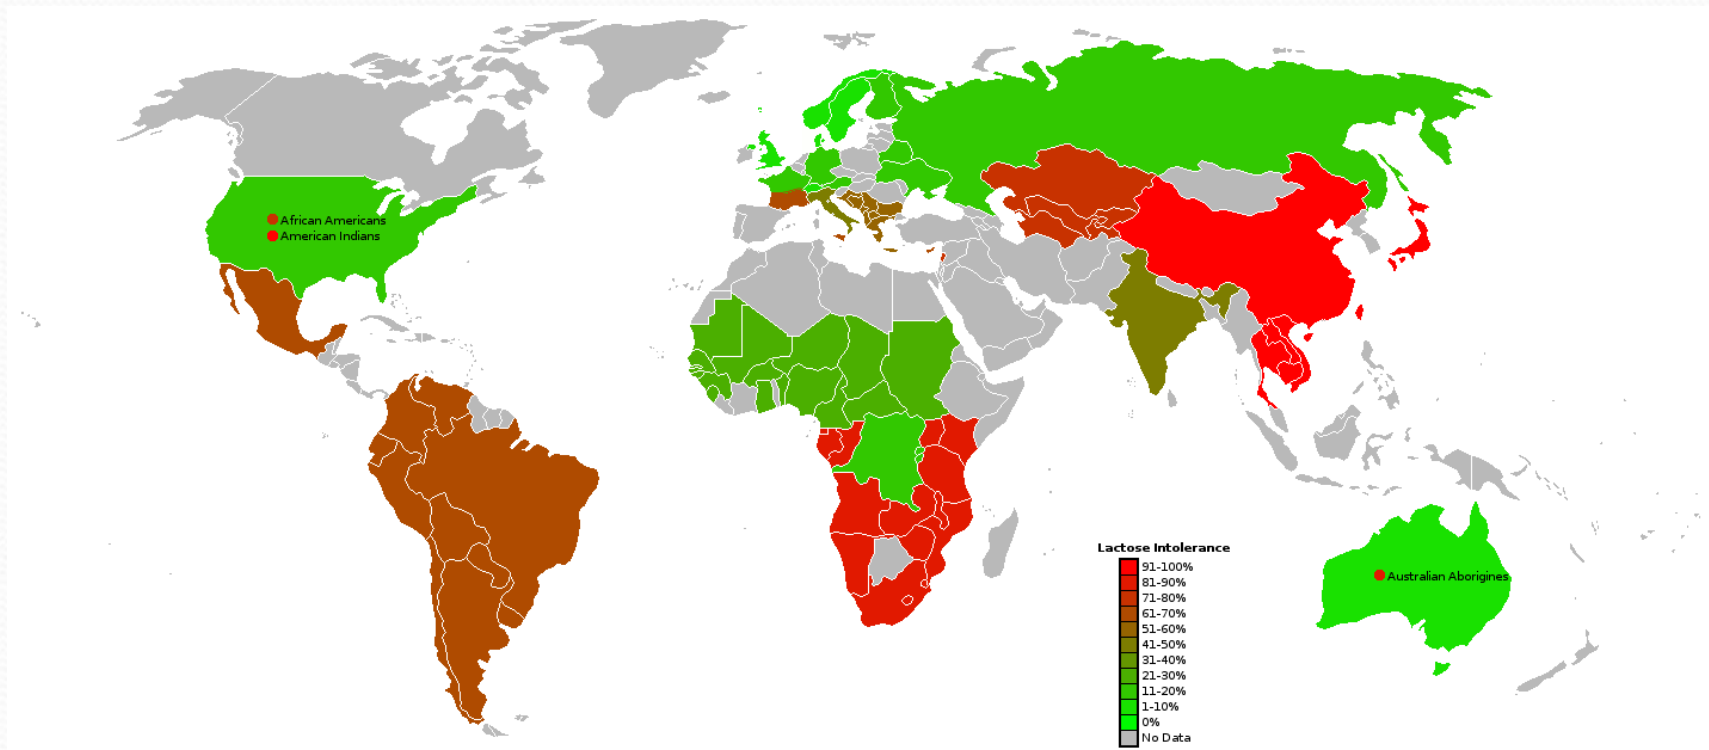 African Americans
American Indians
Lactose Intolerance
91-100%
81-90%
71-80%
61-70%
51-60%
41-50%
31-40%
21-30%
11-20%
1-10%
0%
No Data
Australian Aborigines